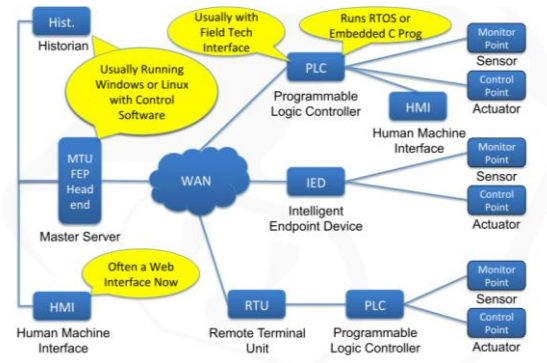 Hist.
Historian
Usually Running
Windows or Linux
with Control
Software
MTU
FEP
Head
end
Master Server
Often a Web
Interface Now
HMI
Human Machine
Interface
WAN
Usually with
Field Tech
Interface
Runs RTOS or
Embedded C Prog
PLC
Programmable
Logic Controller
HMI
Human Machine
Interface
Monitor
Point
Sensor
Control
Point
Actuator
IED
Intelligent
Endpoint Device
Monitor
Point
Sensor
Control
Point
Actuator
RTU
Remote Terminal
Unit
PLC
Programmable
Logic Controller
Monitor
Point
Sensor
Control
Point
Actuator